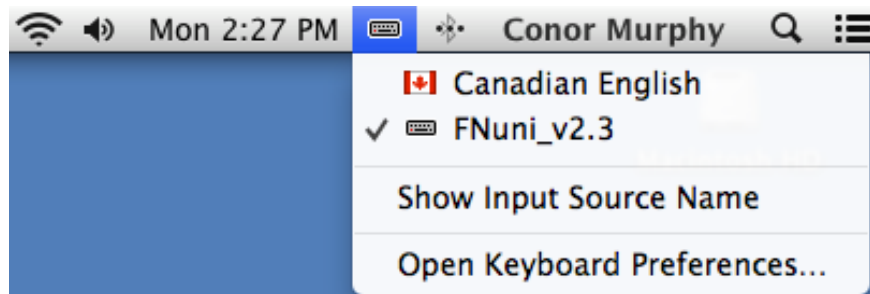 Mon 2:27 PM Conor Murphy
Canadian English
FNuni_v2.3
Show Input Source Name
Open Keyboard Preferences...